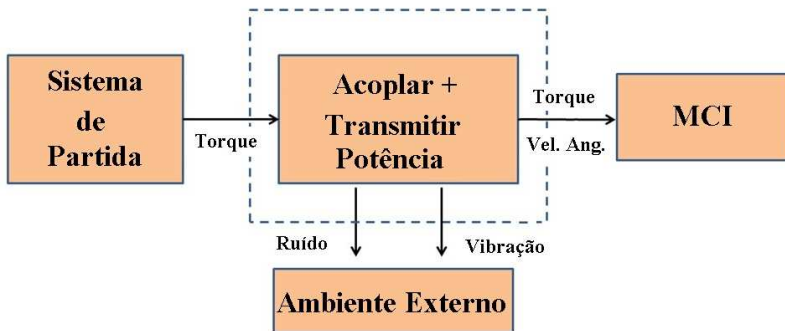 Sistema
de
Partida
Torque
Acoplar +
Transmitir
Potência
Torque
Vel. Ang.
MCI
Ruído
Vibração
Ambiente Externo